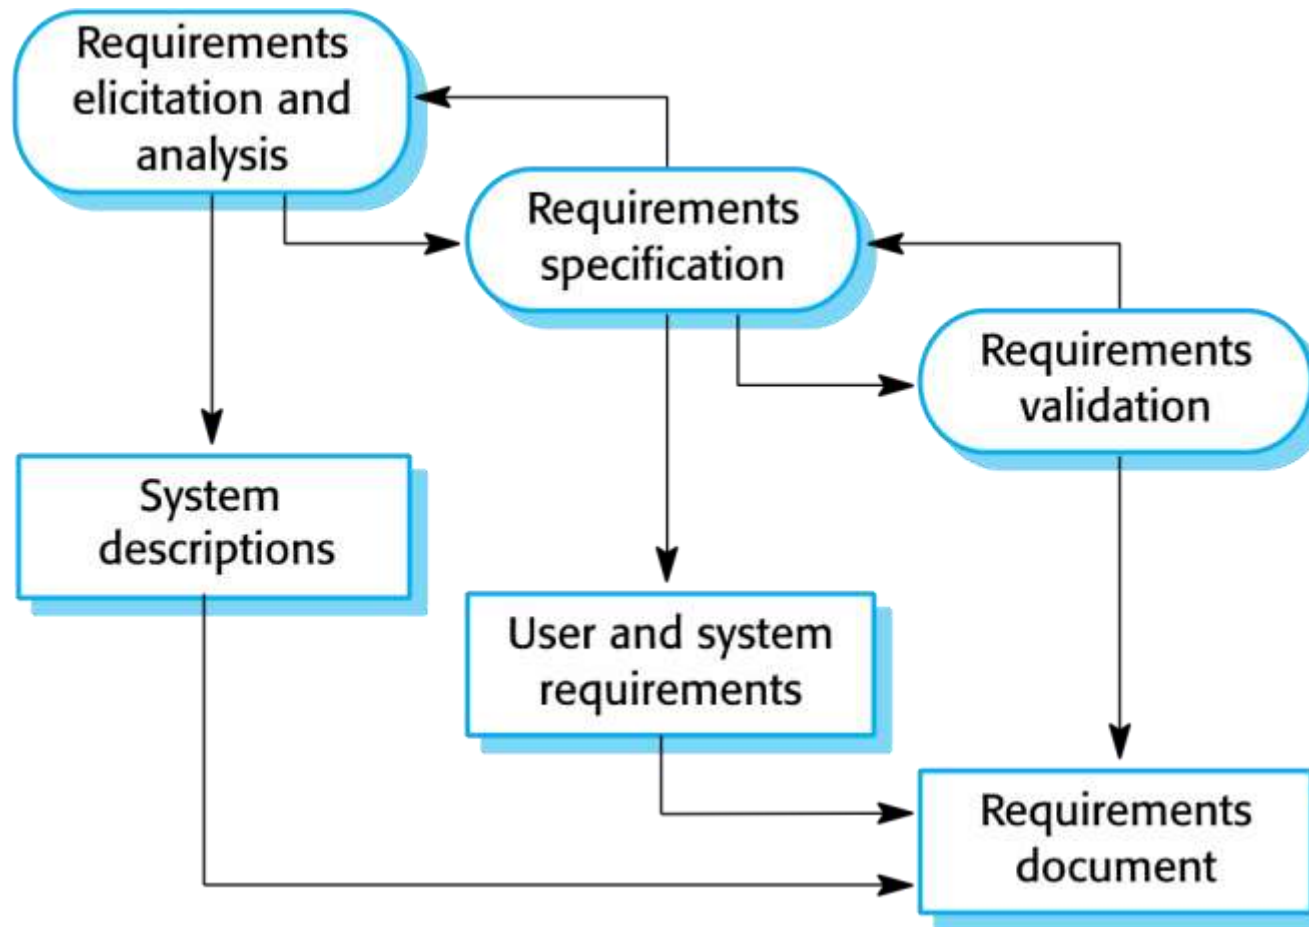 Requirements
elicitation and
analysis
Requirements
specification
Requirements
validation
System
descriptions
User and system
requirements
Requirements
document